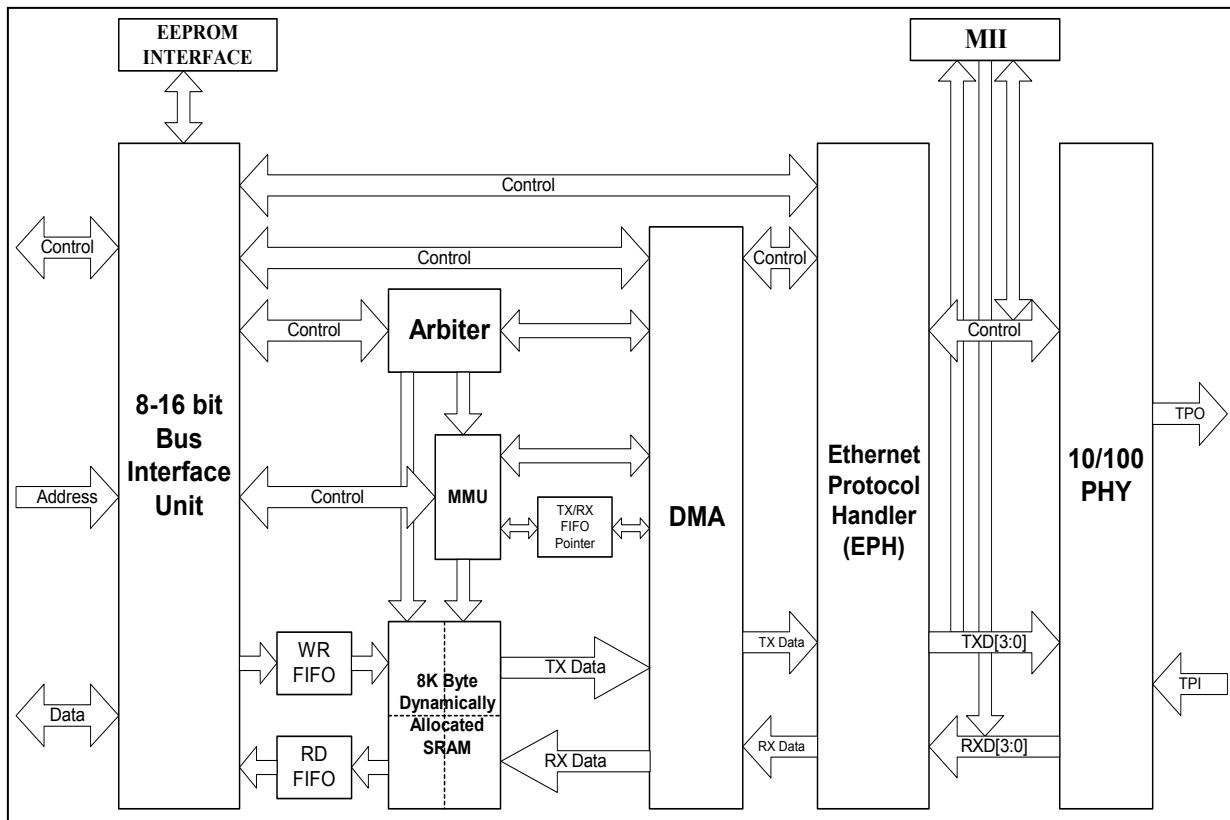 EEPROM
INTERFACE
MII
Control
Control
Control
Control
Control
Arbiter
Control
8-16 bit
Bus
Interface
Unit
Address
Control
MMU
TX/RX
FIFO
Pointer
DMA
Ethernet
Protocol
Handler
(EPH)
10/100
PHY
TPO
TPI
WR
FIFO
TX Data
TX Data
TXD[3:0]
8K Byte
Dynamically
Allocated
SRAM
Data
RD
FIFO
RX Data
RX Data
RXD[3:0]